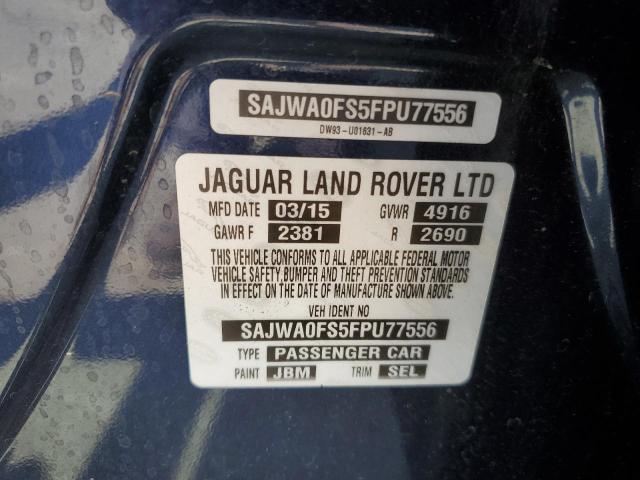 SAJWA0FS5FPU77556
DW93-U01631-AB
JAGUAR LAND ROVER LTD
MFD DATE 03/15 GVWR 4916
GAWR F 2381 R 2690
THIS VEHICLE CONFORMS TO ALL APPLICABLE FEDERAL MOTOR
VEHICLE SAFETY,BUMPER AND THEFT PREVENTION STANDARDS
IN EFFECT ON THE DATE OF MANUFACTURE SHOWN ABOVE.
VEH IDENT NO
SAJWA0FS5FPU77556
TYPE PASSENGER CAR
PAINT JBM TRIM SEL